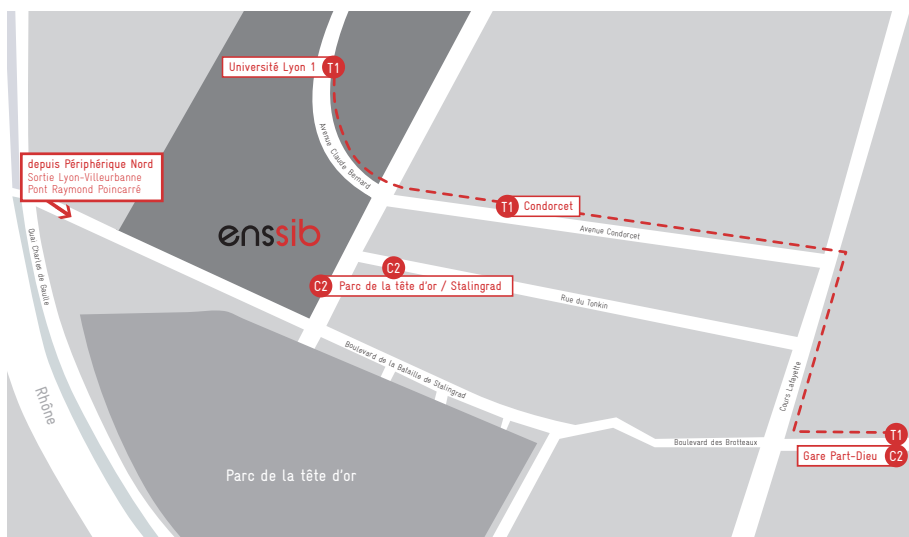 Université Lyon 1 T1
Avenue Claude Bernard
depuis Périphérique Nord
Sortie Lyon-Villeurbanne
Pont Raymond Poincarré
T1 Condorcet
Avenue Condorcet
enssib
Quai Charles de Gaulle
C2
C2 Parc de la tête d'or / Stalingrad
Rue du Tonkin
Boulevard de la Bataille de Stalingrad
Cours Lafayette
Rhône
T1
Boulevard des Brotteaux
Gare Part-Dieu C2
Parc de la tête d'or